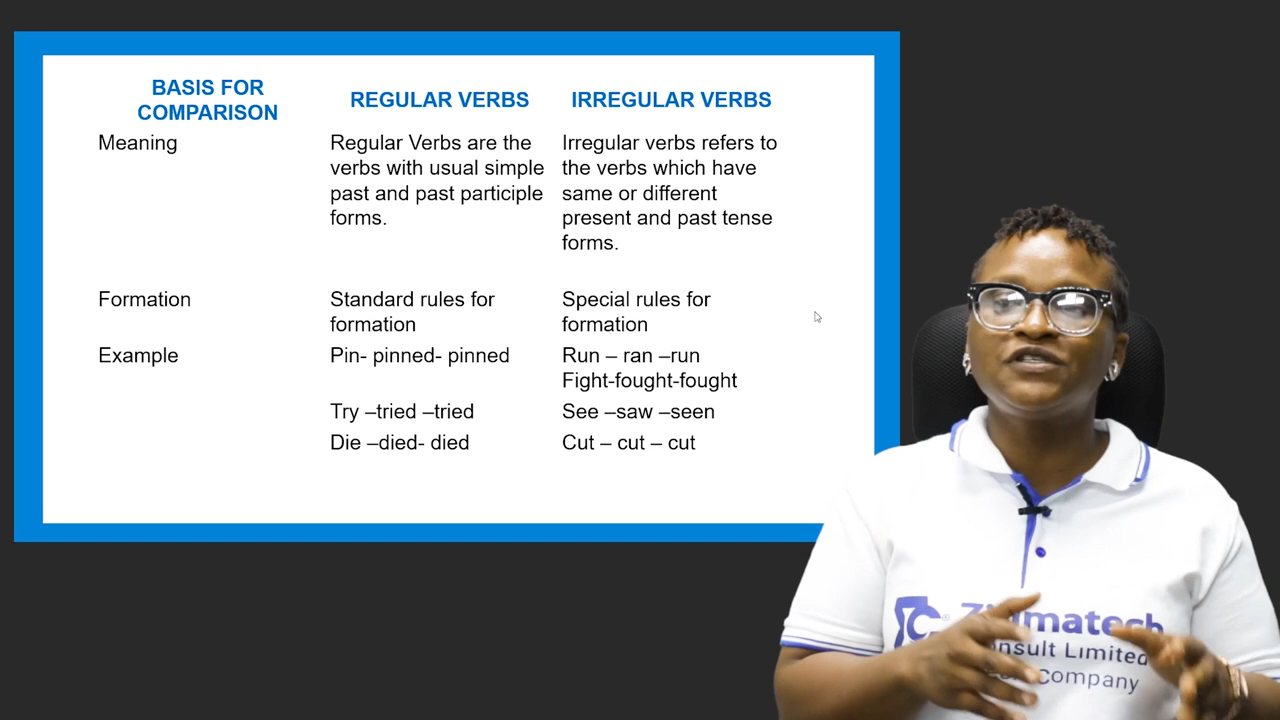 BASIS FOR
COMPARISON
REGULAR VERBS
IRREGULAR VERBS
Meaning
Regular Verbs are the
verbs with usual simple
past and past participle
forms.
Irregular verbs refers to
the verbs which have
same or different
present and past tense
forms.
Formation
Standard rules for
formation
Special rules for
formation
Example
Pin- pinned- pinned
Run – ran –run
Fight-fought-fought
Try –tried –tried
See –saw –seen
Die –died- died
Cut – cut – cut
Limited
Company